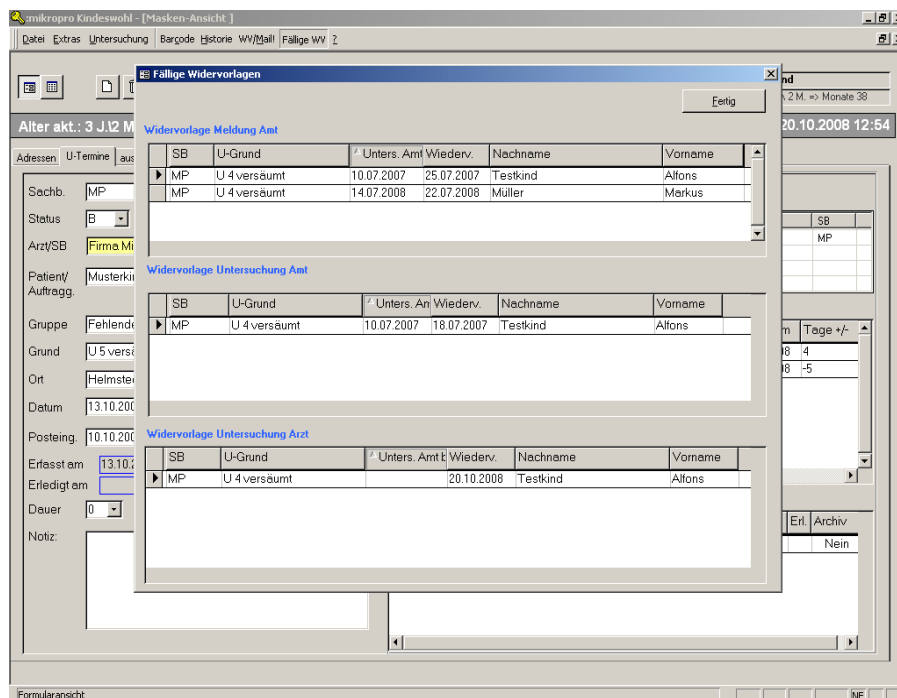 :mikropro Kindeswohl - [Masken-Ansicht ]
Datei Extras Untersuchung Barcode Historie WV/Mail! Fällige WV ?
Fällige Widervorlagen
nd
2 M. => Monate 38
Fertig
Alter akt.: 3 J.\2 M
20.10.2008 12:54
Adressen U-Termine aus
Widervorlage Meldung Amt
SB U-Grund Unters. Amt Wiederv. Nachname Vorname
MP U 4 versäumt 10.07.2007 25.07.2007 Testkind Alfons
MP U 4 versäumt 14.07.2008 22.07.2008 Müller Markus
Widervorlage Untersuchung Amt
SB U-Grund Unters. Am Wiederv. Nachname Vorname
MP U 4 versäumt 10.07.2007 18.07.2007 Testkind Alfons
Widervorlage Untersuchung Arzt
SB U-Grund Unters. Amt b Wiederv. Nachname Vorname
MP U 4 versäumt 20.10.2008 Testkind Alfons
Sachb. MP
Status B
Arzt/SB Firma Mi
Patient/ Musterki
Auftragg.
Gruppe Fehlende
Grund U 5 versä
Ort Helmste
Datum 13.10.200
Posteing. 10.10.200
Erfasst am 13.10.2
Erledigt am
Dauer 0
Notiz:
SB
MP
m Tage +/-
08 4
08 -5
Erl. Archiv
Nein
Formularansicht
NF